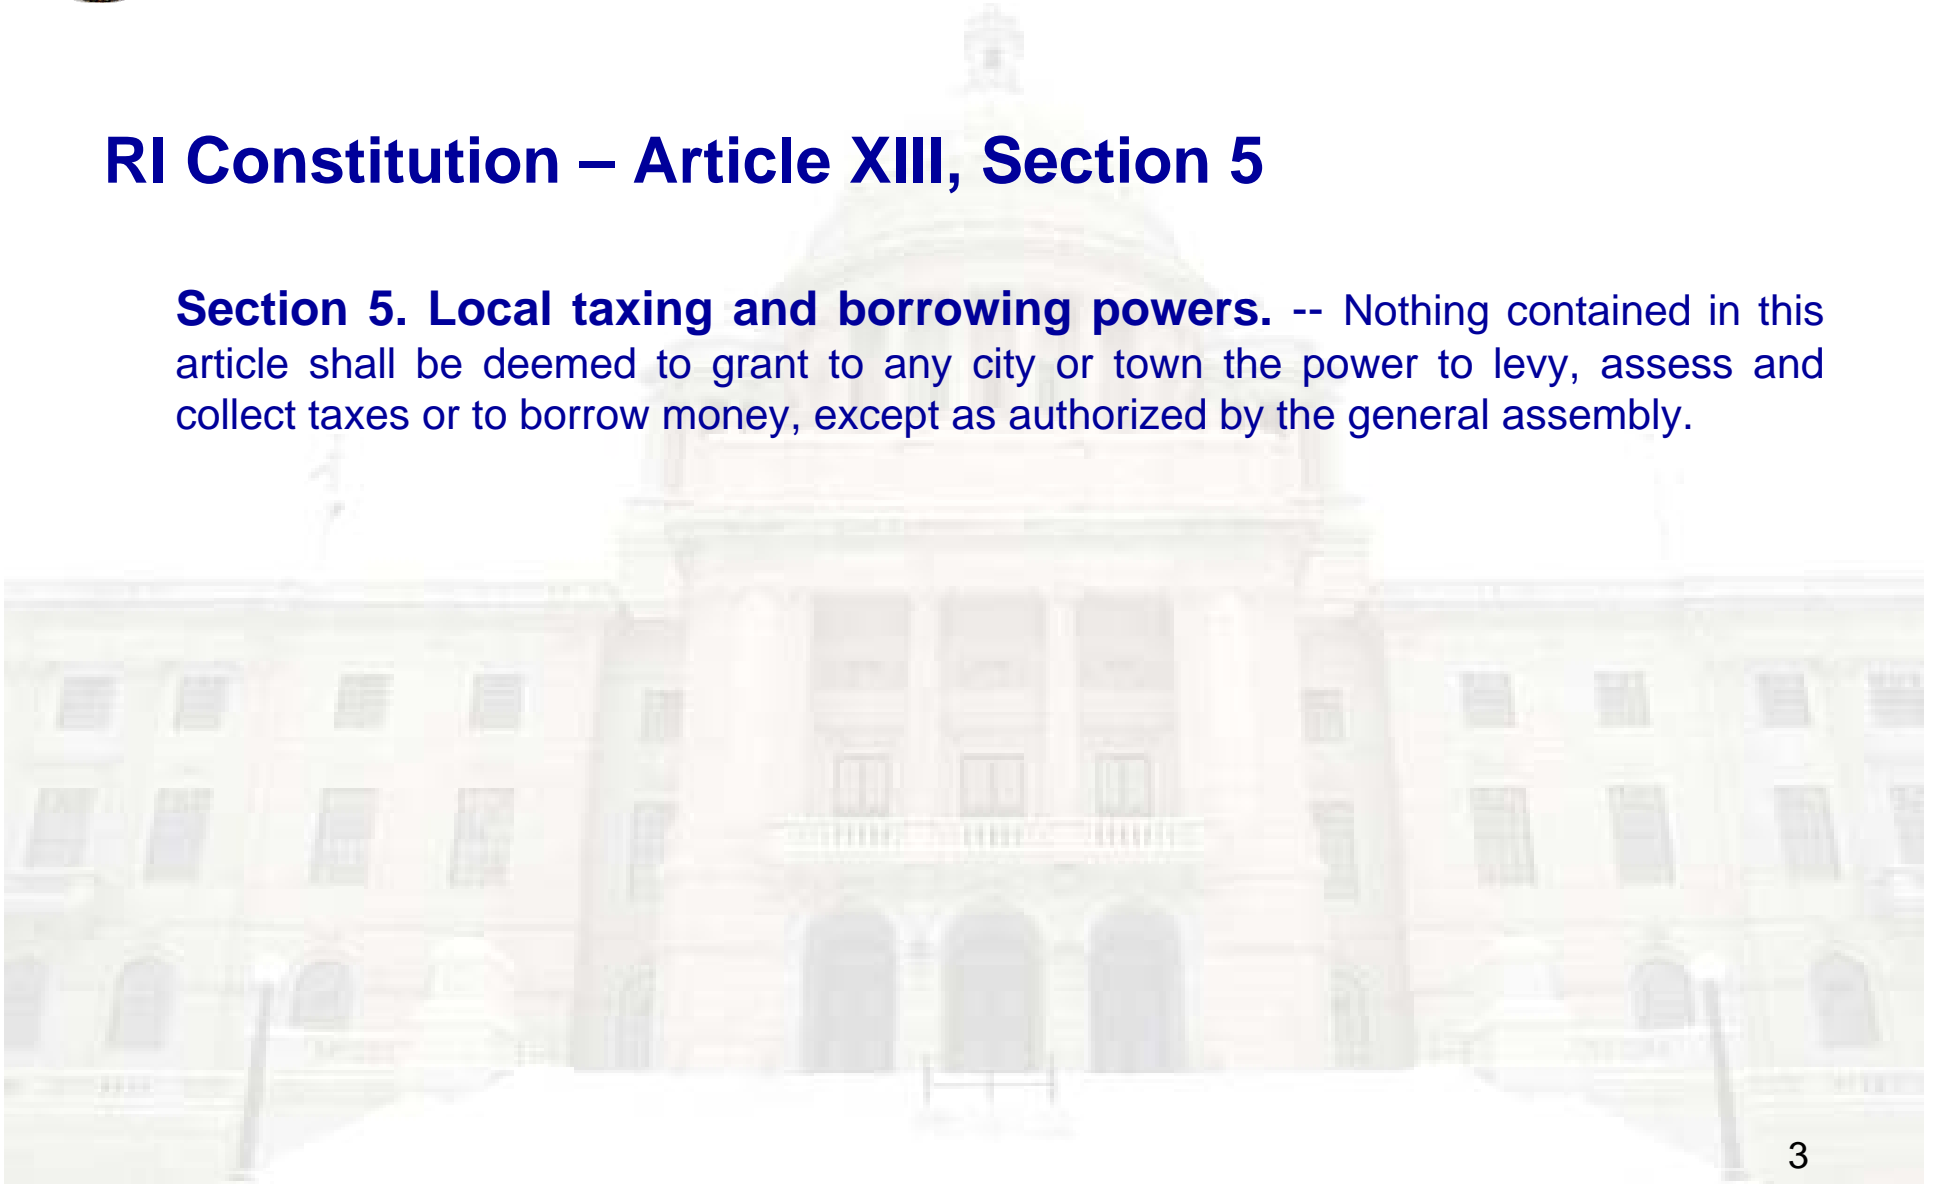 RI Constitution – Article XIII, Section 5
Section 5. Local taxing and borrowing powers. -- Nothing contained in this
article shall be deemed to grant to any city or town the power to levy, assess and
collect taxes or to borrow money, except as authorized by the general assembly.
3